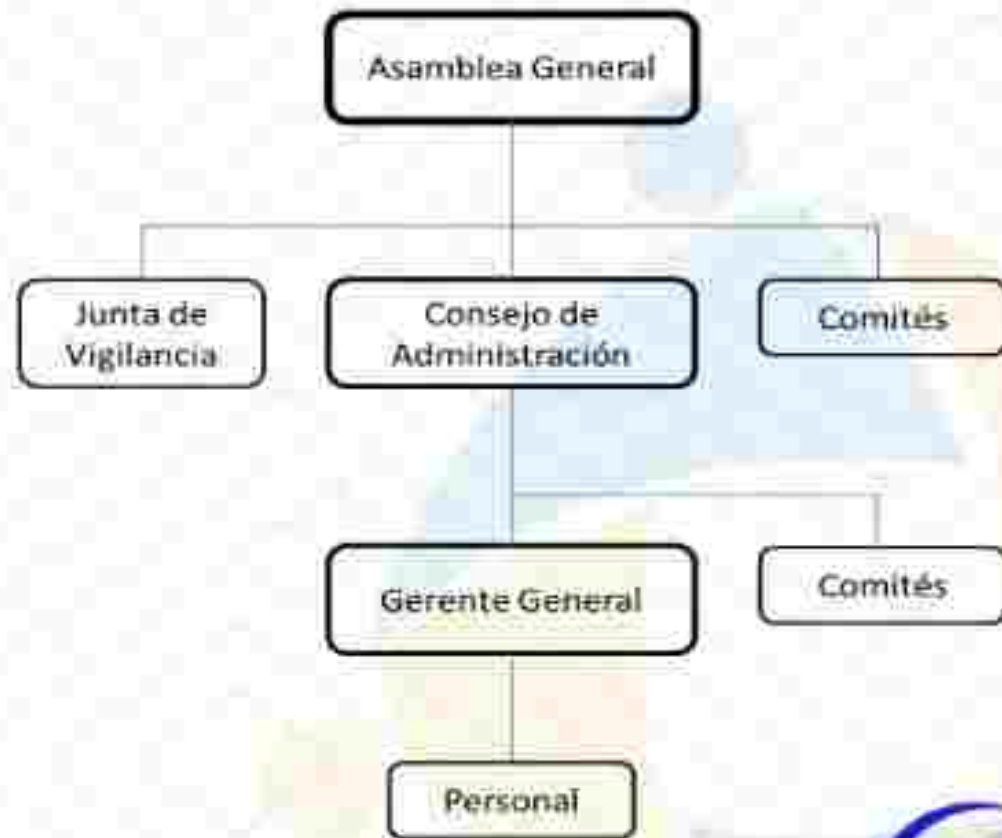 Asamblea General
Junta de
Vigilancia
Consejo de
Administración
Comités
Gerente General
Comités
Personal